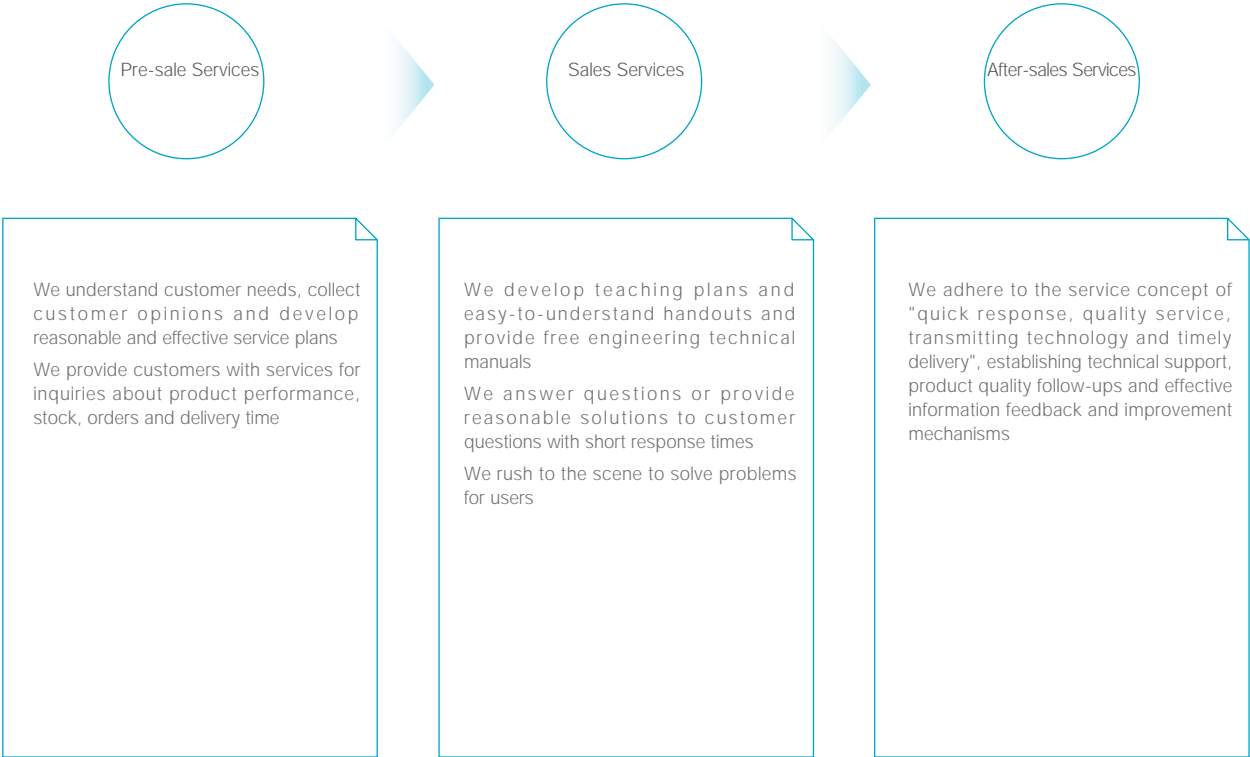 Pre-sale Services
Sales Services
After-sales Services
We understand customer needs, collect
customer opinions and develop
reasonable and effective service plans
We provide customers with services for
inquiries about product performance,
stock, orders and delivery time
We develop teaching plans and
easy-to-understand handouts and
provide free engineering technical
manuals
We answer questions or provide
reasonable solutions to customer
questions with short response times
We rush to the scene to solve problems
for users
We adhere to the service concept of
"quick response, quality service,
transmitting technology and timely
delivery", establishing technical support,
product quality follow-ups and effective
information feedback and improvement
mechanisms